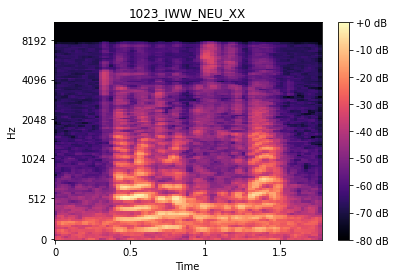 1023_IWW_NEU_XX
+0 dB
8192
-10 dB
4096
-20 dB
-30 dB
2048
Hz
-40 dB
1024
-50 dB
512
-60 dB
-70 dB
0
-80 dB
0 0.5 1 1.5
Time